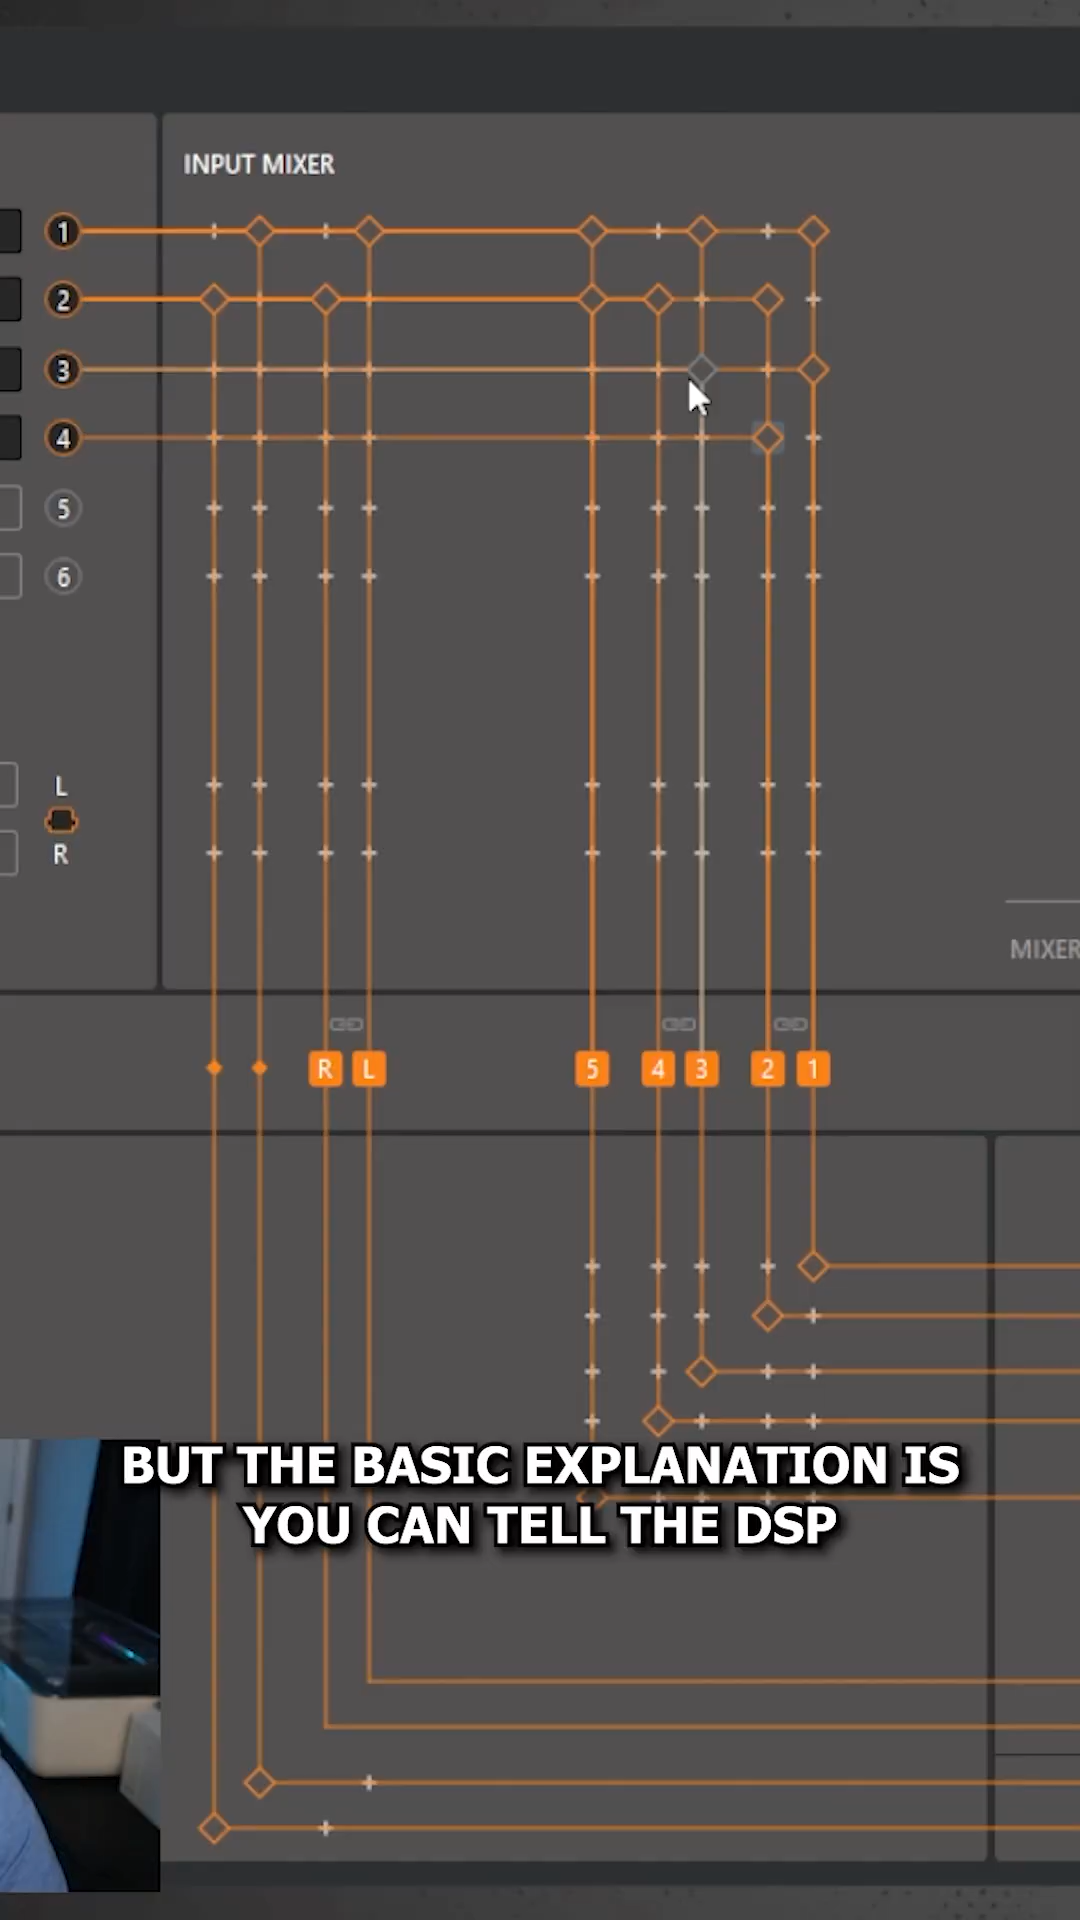 INPUT MIXER
1
2
3
4
5
6
L
R
MIXER
R L 5 4 3 2 1
BUT THE BASIC EXPLANATION IS
YOU CAN TELL THE DSP